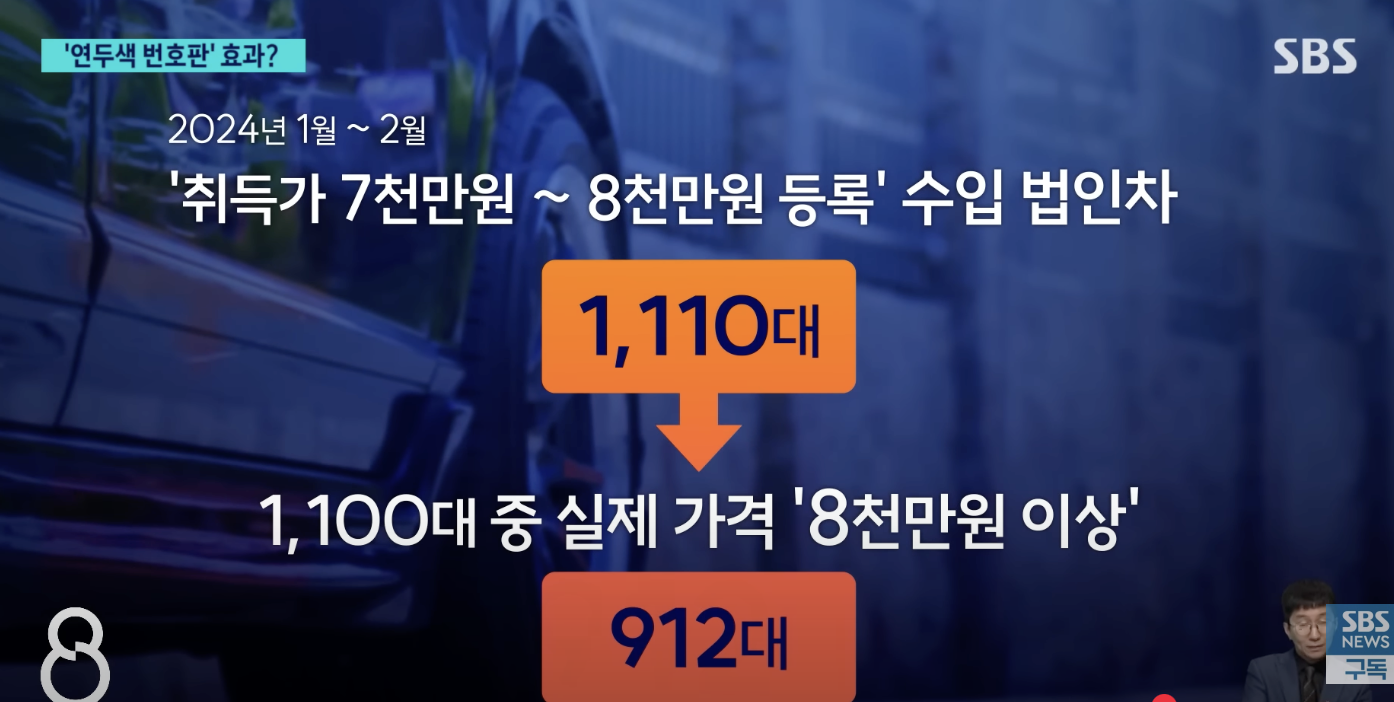 '연두색 번호판' 효과?
SBS
2024년 1월 ~ 2월
'취득가 7천만원 ~ 8천만원 등록' 수입 법인차
1,110대
1,100대 중 실제 가격 '8천만원 이상'
912대
8
SBS
NEWS
구독